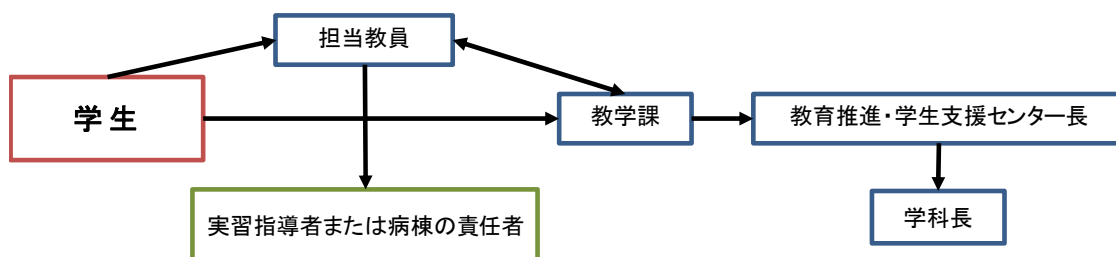 担当教員
学生
教学課
教育推進・学生支援センター長
実習指導者または病棟の責任者
学科長